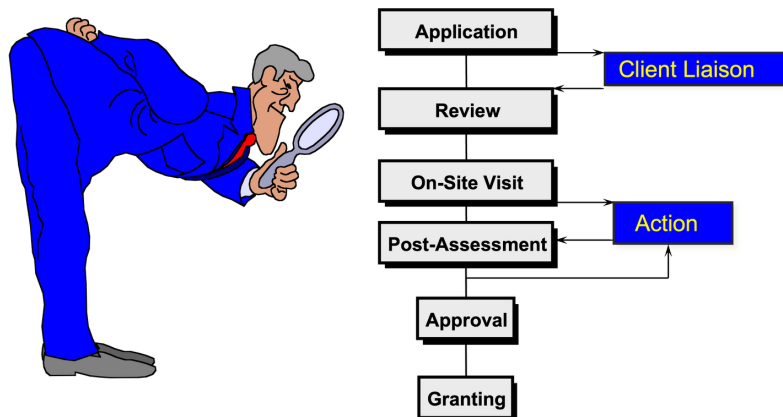 Application
Client Liaison
Review
On-Site Visit
Action
Post-Assessment
Approval
Granting